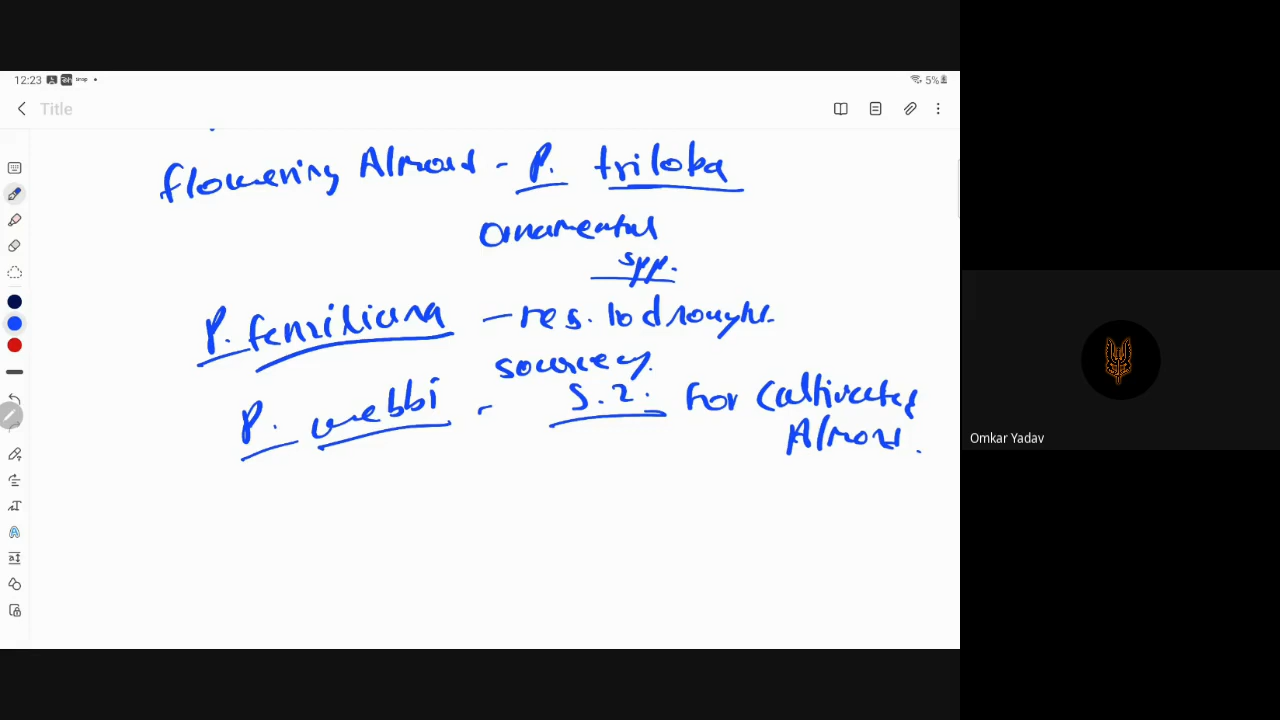 12:23 5%
Title
flowering Almond - P. triloba
Ornamental
spp.
P. fenziliana - res. to drought.
source of
P. webbi - S.I. For Cultivated
Almond.
Omkar Yadav